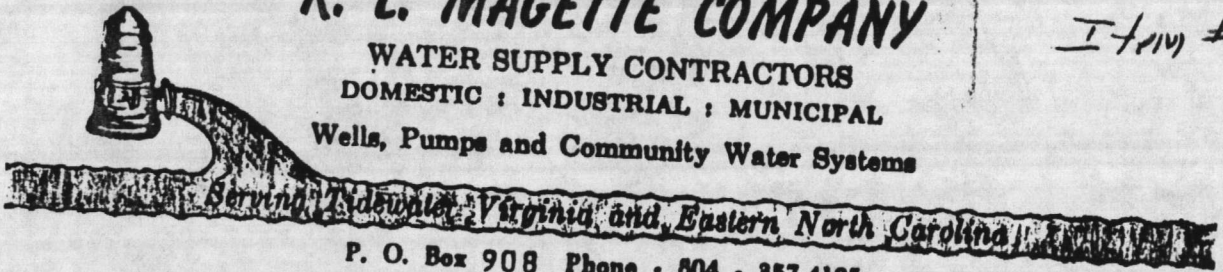 R. L. MAGETTE COMPANY
Item #
WATER SUPPLY CONTRACTORS
DOMESTIC : INDUSTRIAL : MUNICIPAL
Wells, Pumps and Community Water Systems
Serving Tidewater Virginia and Eastern North Carolina
P. O. Box 908 Phone : 804 -